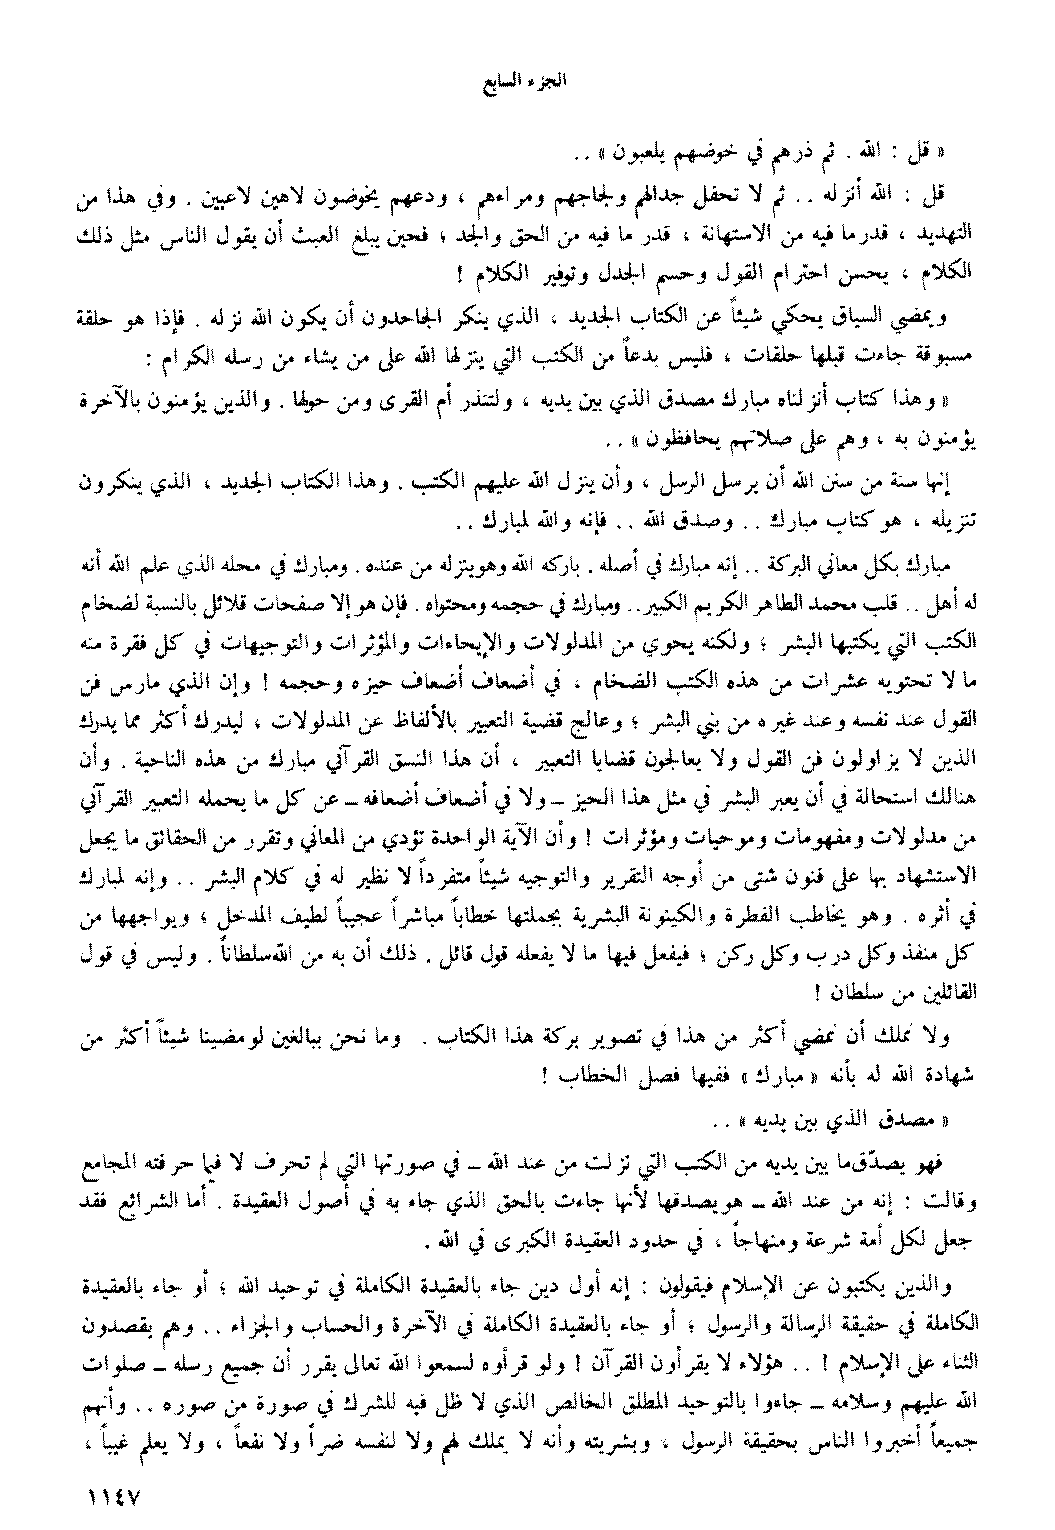 الجزء السابع
« قل : الله . ثم ذرهم في خوضهم يلعبون » . .
قل : الله أنزله . . ثم لا تحفل جدالهم ولجاجهم ومراءهم ، ودعهم يخوضون لاهين لاعبين . وفي هذا من
التهديد ، قدر ما فيه من الاستهانة ، قدر ما فيه من الحق والجد ؛ فحين يبلغ العبث أن يقول الناس مثل ذلك
الكلام ، يحسن احترام القول وحسم الجدل وتوفير الكلام !
ويمضي السياق يحكي شيئاً عن الكتاب الجديد ، الذي ينكر الجاحدون أن يكون الله نزله . فإذا هو حلقة
مسبوقة جاءت قبلها حلقات ، فليس بدعاً من الكتب التي ينزلها الله على من يشاء من رسله الكرام :
« وهذا كتاب أنزلناه مبارك مصدق الذي بين يديه ، ولتنذر أم القرى ومن حولها . والذين يؤمنون بالآخرة
يؤمنون به ، وهم على صلاتهم يحافظون » . .
إنها سنة من سنن الله أن يرسل الرسل ، وأن ينزل الله عليهم الكتب . وهذا الكتاب الجديد ، الذي ينكرون
تنزيله ، هو كتاب مبارك . . وصدق الله . . فإنه والله لمبارك . .
مبارك بكل معاني البركة . . إنه مبارك في أصله . باركه الله وهو ينزله من عنده . ومبارك في محله الذي علم الله أنه
له أهل . . قلب محمد الطاهر الكريم الكبير . . ومبارك في حجمه ومحتواه . فإن هو إلا صفحات قلائل بالنسبة لضخام
الكتب التي يكتبها البشر ؛ ولكنه يحوي من المدلولات والإيحاءات والمؤثرات والتوجيهات في كل فقرة منه
ما لا تحتويه عشرات من هذه الكتب الضخام ، في أضعاف أضعاف حيزه وحجمه ! وإن الذي مارس فن
القول عند نفسه وعند غيره من بني البشر ؛ وعالج قضية التعبير بالألفاظ عن المدلولات ، ليدرك أكثر مما يدرك
الذين لا يزاولون فن القول ولا يعالجون قضايا التعبير ، أن هذا النسق القرآني مبارك من هذه الناحية . وأن
هنالك استحالة في أن يعبر البشر في مثل هذا الحيز – ولا في أضعاف أضعافه – عن كل ما يحمله التعبير القرآني
من مدلولات ومفهومات وموحيات ومؤثرات ! وأن الآية الواحدة تؤدي من المعاني وتقرر من الحقائق ما يجعل
الاستشهاد بها على فنون شتى من أوجه التقرير والتوجيه شيئاً متفرداً لا نظير له في كلام البشر . . وإنه لمبارك
في أثره . وهو يخاطب الفطرة والكينونة البشرية بجملتها خطاباً مباشراً عجيباً لطيف المدخل ؛ ويواجهها من
كل منفذ وكل درب وكل ركن ؛ فيفعل فيها ما لا يفعله قول قائل . ذلك أن به من الله سلطاناً . وليس في قول
القائلين من سلطان !
ولا نملك أن نمضي أكثر من هذا في تصوير بركة هذا الكتاب . وما نحن ببالغين لو مضينا شيئاً أكثر من
شهادة الله له بأنه « مبارك » ففيها فصل الخطاب !
« مصدق الذي بين يديه » . .
فهو يصدّق ما بين يديه من الكتب التي نزلت من عند الله – في صورتها التي لم تحرف لا فيما حرفته المجامع
وقالت : إنه من عند الله – هو يصدقها لأنها جاءت بالحق الذي جاء به في أصول العقيدة . أما الشرائع فقد
جعل لكل أمة شرعة ومنهاجاً ، في حدود العقيدة الكبرى في الله .
والذين يكتبون عن الإسلام فيقولون : إنه أول دين جاء بالعقيدة الكاملة في توحيد الله ؛ أو جاء بالعقيدة
الكاملة في حقيقة الرسالة والرسول ؛ أو جاء بالعقيدة الكاملة في الآخرة والحساب والجزاء . . وهم يقصدون
الثناء على الإسلام ! . . هؤلاء لا يقرأون القرآن ! ولو قرأوه لسمعوا الله تعالى يقرر أن جميع رسله – صلوات
الله عليهم وسلامه – جاءوا بالتوحيد المطلق الخالص الذي لا ظل فيه للشرك في صورة من صوره . . وأنهم
جميعاً أخبروا الناس بحقيقة الرسول ، وبشريته وأنه لا يملك لهم ولا لنفسه ضراً ولا نفعاً ، ولا يعلم غيباً ،
١١٤٧